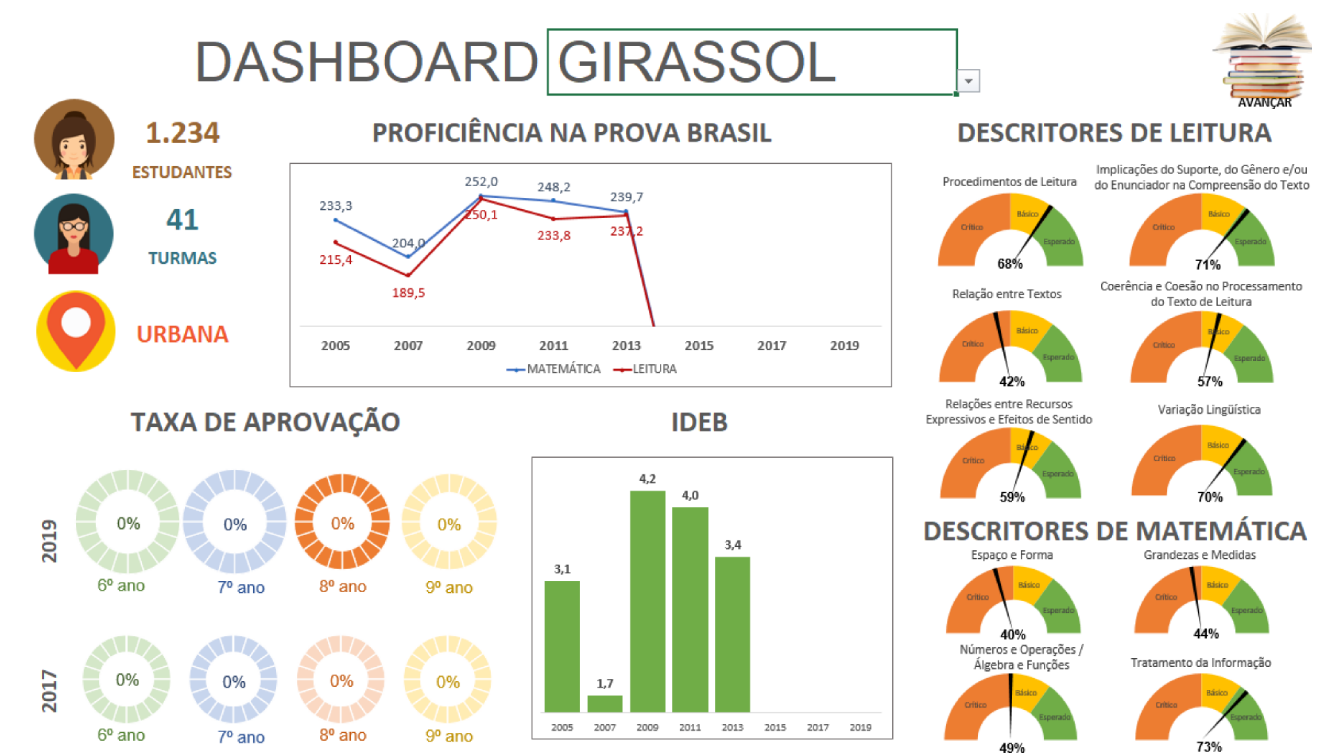 DASHBOARD GIRASSOL
AVANÇAR
1.234
ESTUDANTES
41
TURMAS
URBANA
PROFICIÊNCIA NA PROVA BRASIL
252,0
248,2
239,7
233,3
204,0
250,1
233,8
237,2
215,4
189,5
2005 2007 2009 2011 2013 2015 2017 2019
MATEMÁTICA LEITURA
TAXA DE APROVAÇÃO
2019
0% 0% 0% 0%
6º ano 7º ano 8º ano 9º ano
2017
0% 0% 0% 0%
6º ano 7º ano 8º ano 9º ano
IDEB
4,2
4,0
3,4
3,1
1,7
2005 2007 2009 2011 2013 2015 2017 2019
DESCRITORES DE LEITURA
Procedimentos de Leitura
Crítico Básico Esperado
68%
Implicações do Suporte, do Gênero e/ou
do Enunciador na Compreensão do Texto
Crítico Básico Esperado
71%
Relação entre Textos
Crítico Básico Esperado
42%
Coerência e Coesão no Processamento
do Texto de Leitura
Crítico Básico Esperado
57%
Relações entre Recursos
Expressivos e Efeitos de Sentido
Crítico Básico Esperado
59%
Variação Lingüística
Crítico Básico Esperado
70%
DESCRITORES DE MATEMÁTICA
Espaço e Forma
Crítico Básico Esperado
40%
Grandezas e Medidas
Crítico Básico Esperado
44%
Números e Operações /
Álgebra e Funções
Crítico Básico Esperado
49%
Tratamento da Informação
Crítico Básico Esperado
73%